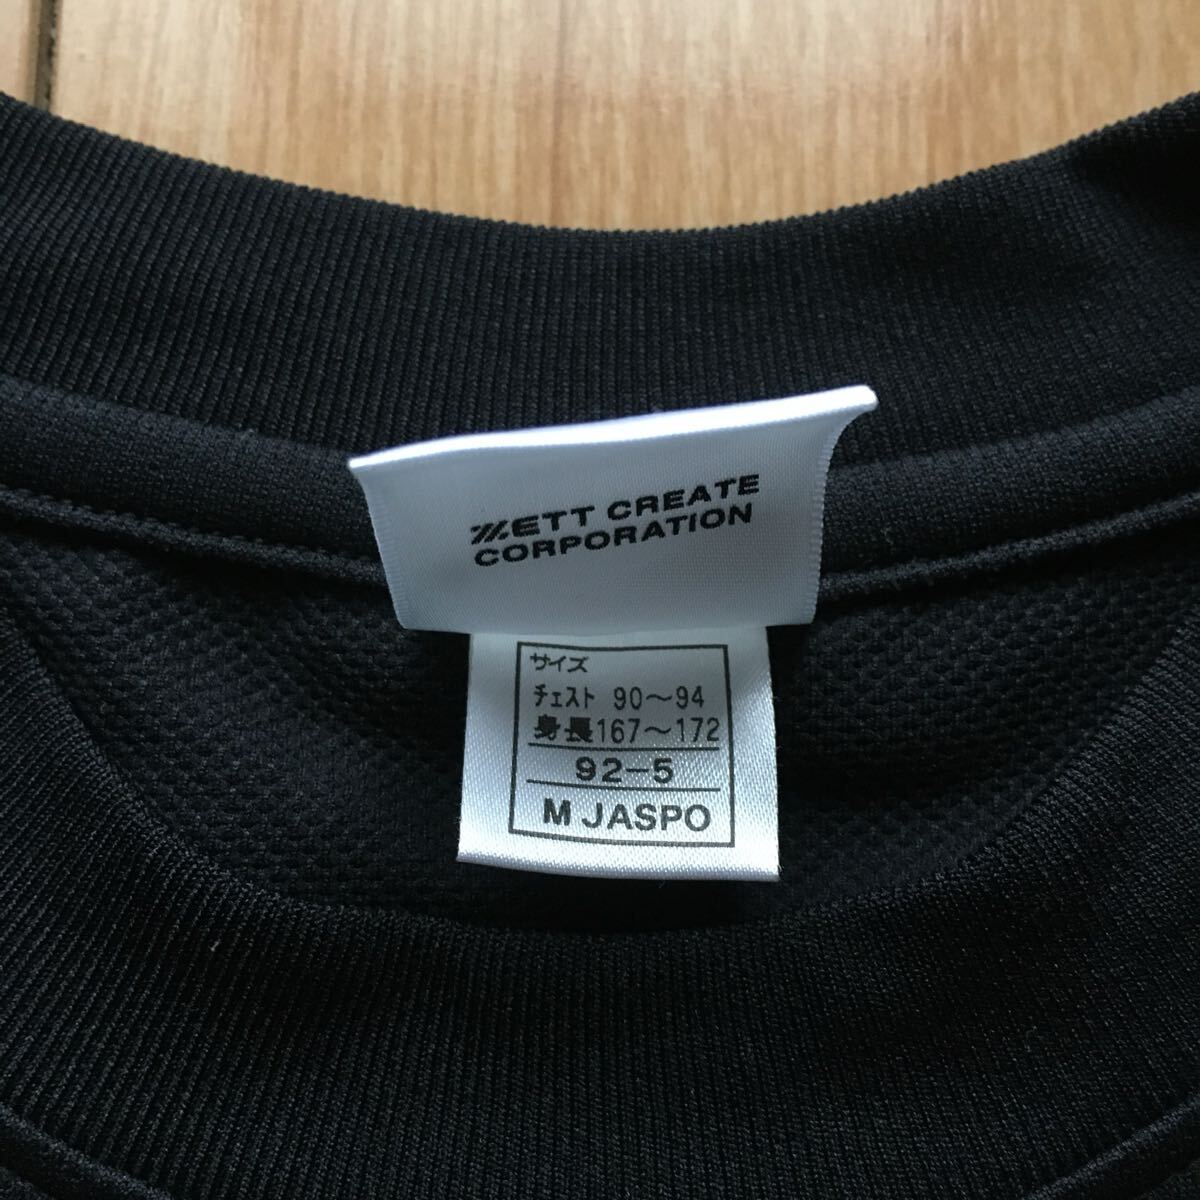 ZETT CREATE
CORPORATION
サイズ
チェスト 90〜94
身長167〜172
92-5
M JASPO